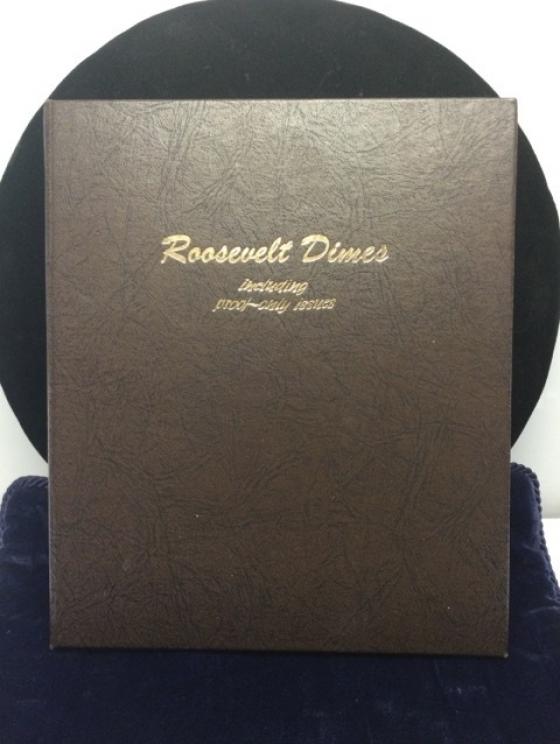 Roosevelt Dimes
including
proof-only issues